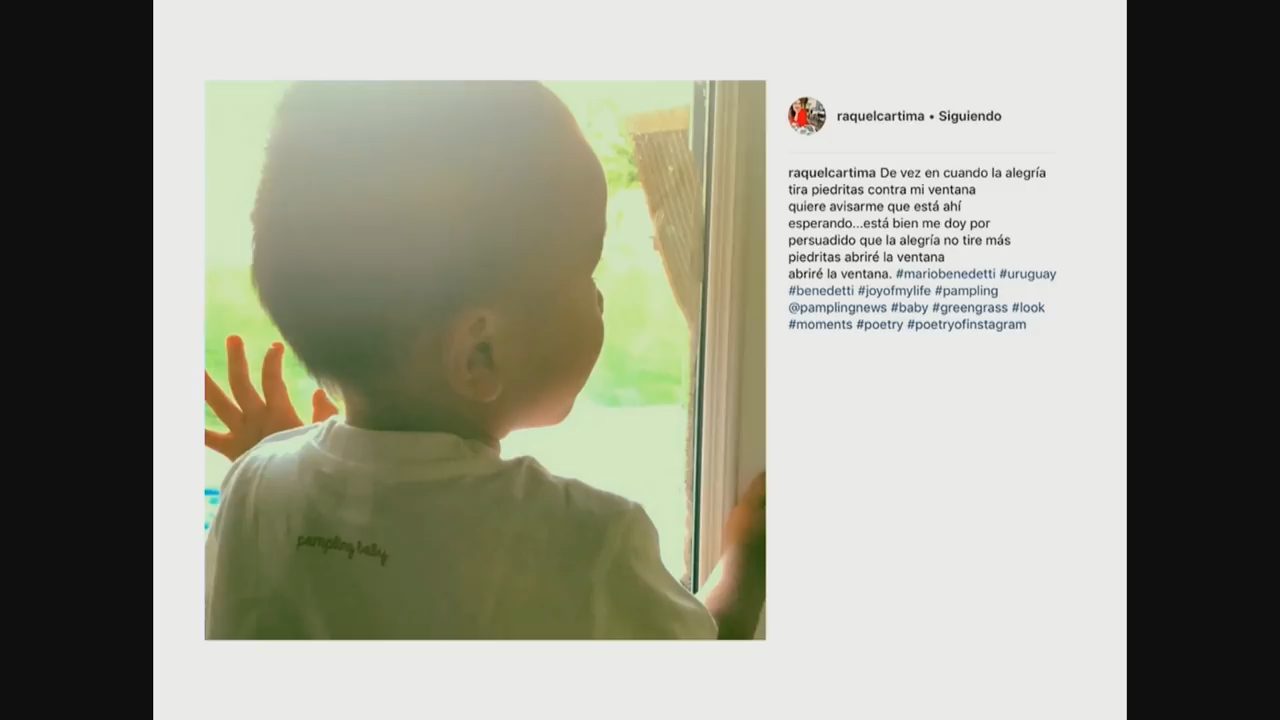 raquelcartima • Siguiendo
raquelcartima De vez en cuando la alegría
tira piedritas contra mi ventana
quiere avisarme que está ahí
esperando...está bien me doy por
persuadido que la alegría no tire más
piedritas abriré la ventana
abriré la ventana. #mariobenedetti #uruguay
#benedetti #joyofmylife #pampling
@pamplingnews #baby #greengrass #look
#moments #poetry #poetryofinstagram
pampling baby